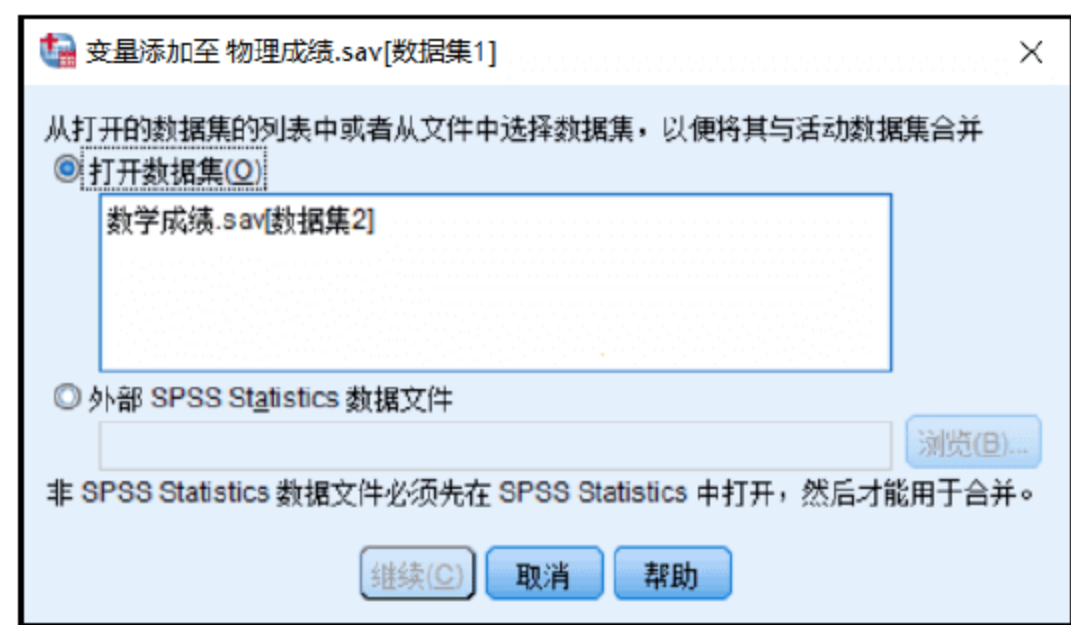 变量添加至 物理成绩.sav[数据集1]
从打开的数据集的列表中或者从文件中选择数据集，以便将其与活动数据集合并
打开数据集(O)
数学成绩.sav[数据集2]
外部 SPSS Statistics 数据文件
浏览(B)...
非 SPSS Statistics 数据文件必须先在 SPSS Statistics 中打开，然后才能用于合并。
继续(C) 取消 帮助